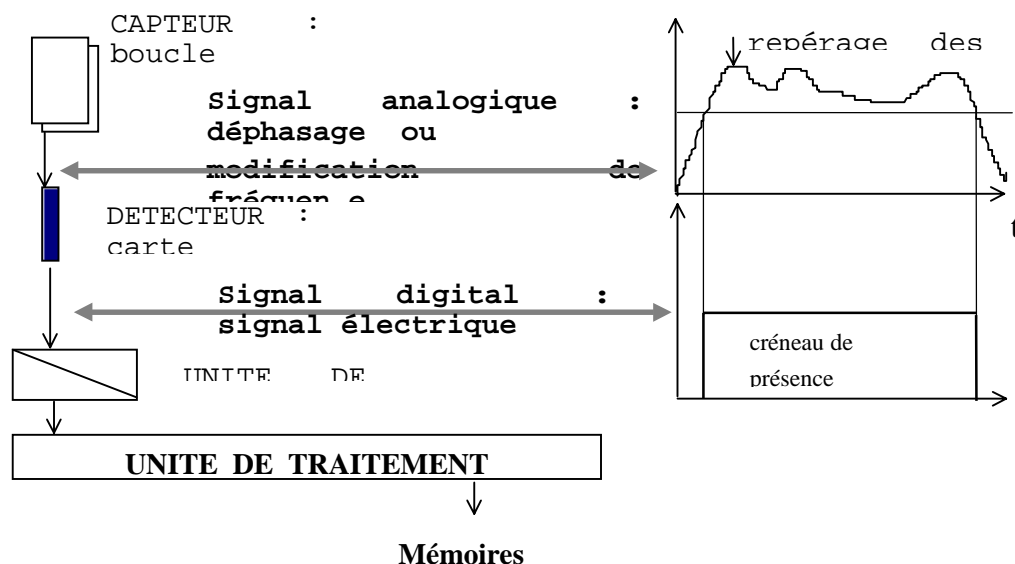 CAPTEUR :
boucle
repérage des
Signal analogique :
déphasage ou
modification de
DETECTEUR :
carte
t
Signal digital :
signal électrique
créneau de
présence
UNITE DE
UNITE DE TRAITEMENT
Mémoires